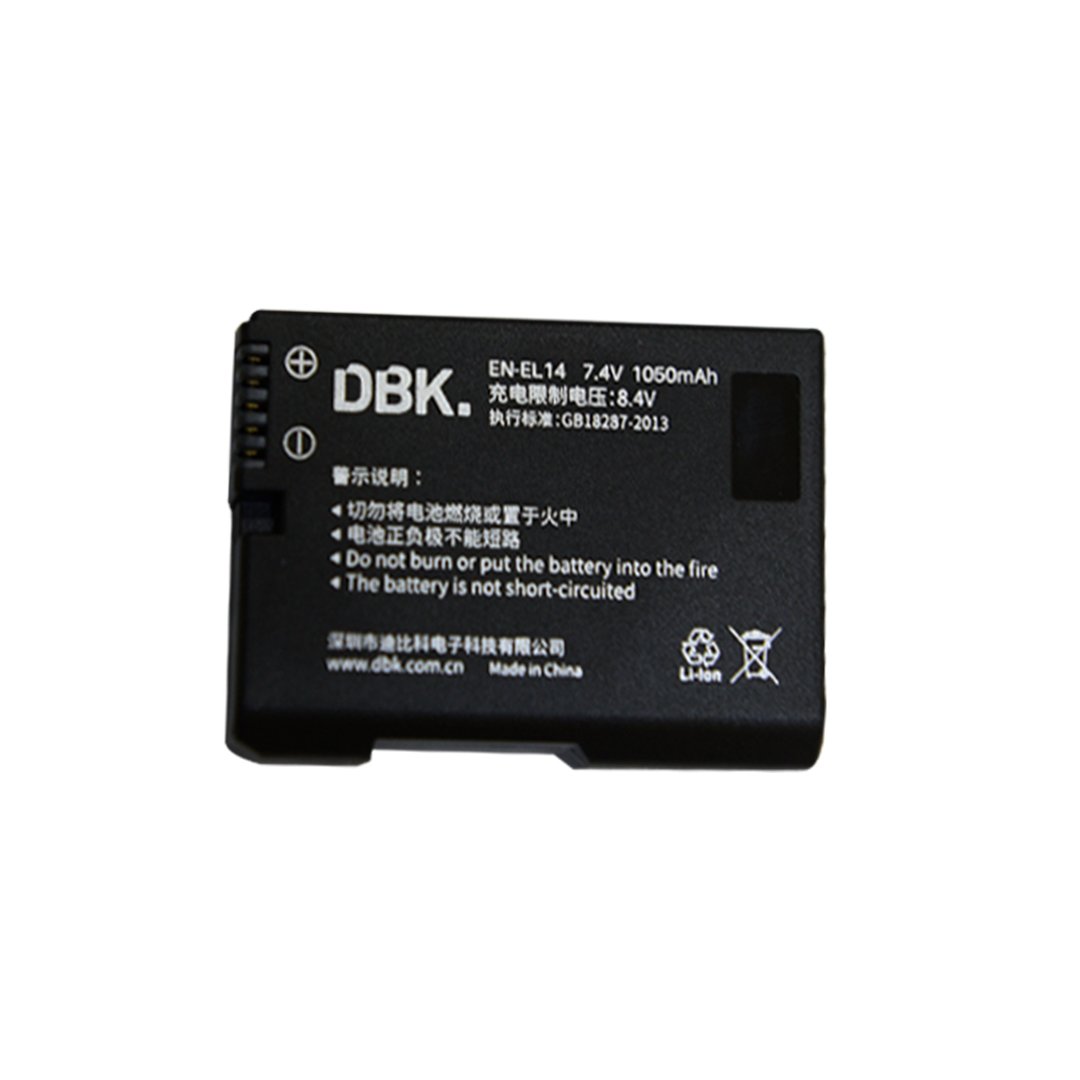 DBK.
EN-EL14 7.4V 1050mAh
充电限制电压:8.4V
执行标准:GB18287-2013
警示说明:
切勿将电池燃烧或置于火中
电池正负极不能短路
Do not burn or put the battery into the fire
The battery is not short-circuited
深圳市迪比科电子科技有限公司
www.dbk.com.cn Made in China
Li-Ion